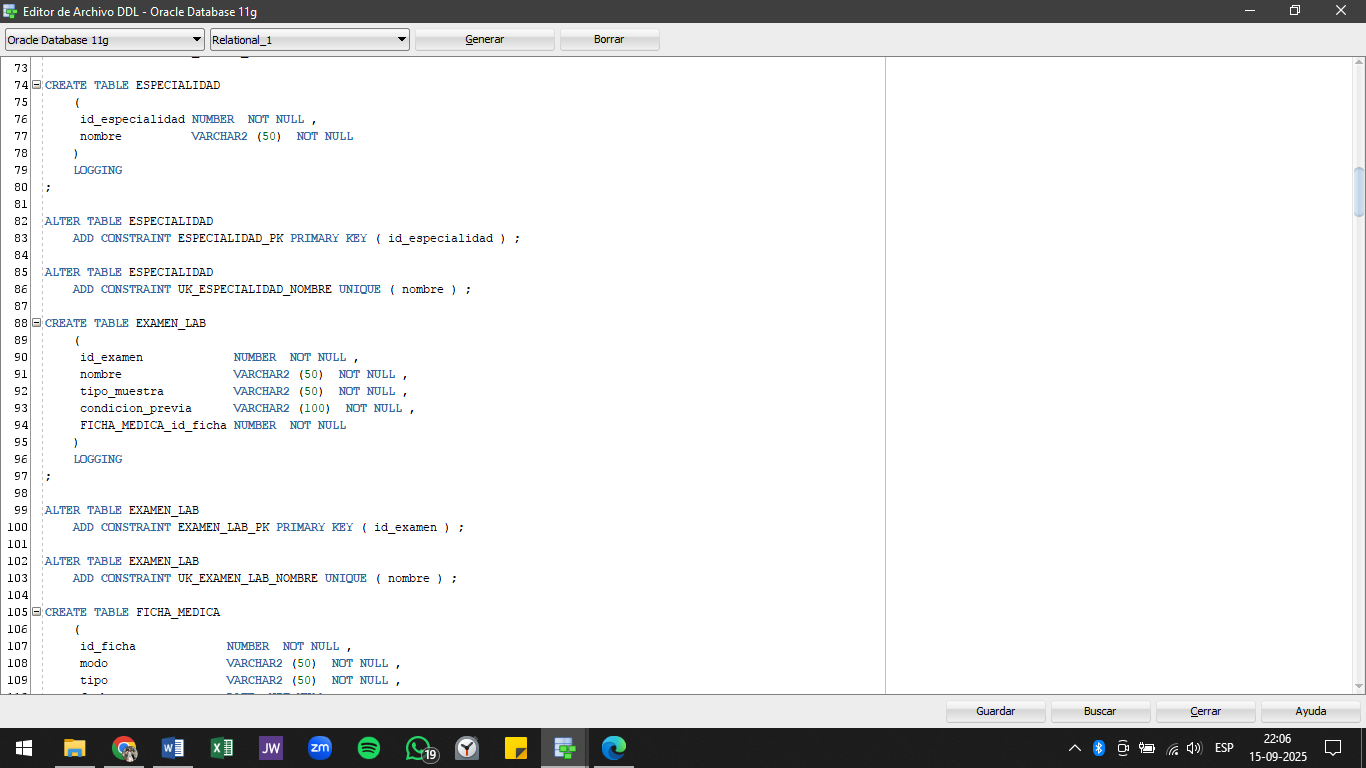 Editor de Archivo DDL - Oracle Database 11g
Oracle Database 11g Relational_1 Generar Borrar
73
74 CREATE TABLE ESPECIALIDAD
75 (
76 id_especialidad NUMBER NOT NULL ,
77 nombre VARCHAR2 (50) NOT NULL
78 )
79 LOGGING
80 ;
81
82 ALTER TABLE ESPECIALIDAD
83 ADD CONSTRAINT ESPECIALIDAD_PK PRIMARY KEY ( id_especialidad ) ;
84
85 ALTER TABLE ESPECIALIDAD
86 ADD CONSTRAINT UK_ESPECIALIDAD_NOMBRE UNIQUE ( nombre ) ;
87
88 CREATE TABLE EXAMEN_LAB
89 (
90 id_examen NUMBER NOT NULL ,
91 nombre VARCHAR2 (50) NOT NULL ,
92 tipo_muestra VARCHAR2 (50) NOT NULL ,
93 condicion_previa VARCHAR2 (100) NOT NULL ,
94 FICHA_MEDICA_id_ficha NUMBER NOT NULL
95 )
96 LOGGING
97 ;
98
99 ALTER TABLE EXAMEN_LAB
100 ADD CONSTRAINT EXAMEN_LAB_PK PRIMARY KEY ( id_examen ) ;
101
102 ALTER TABLE EXAMEN_LAB
103 ADD CONSTRAINT UK_EXAMEN_LAB_NOMBRE UNIQUE ( nombre ) ;
104
105 CREATE TABLE FICHA_MEDICA
106 (
107 id_ficha NUMBER NOT NULL ,
108 modo VARCHAR2 (50) NOT NULL ,
109 tipo VARCHAR2 (50) NOT NULL ,
Guardar Buscar Cerrar Ayuda
JW zm 19 ESP 22:06
15-09-2025